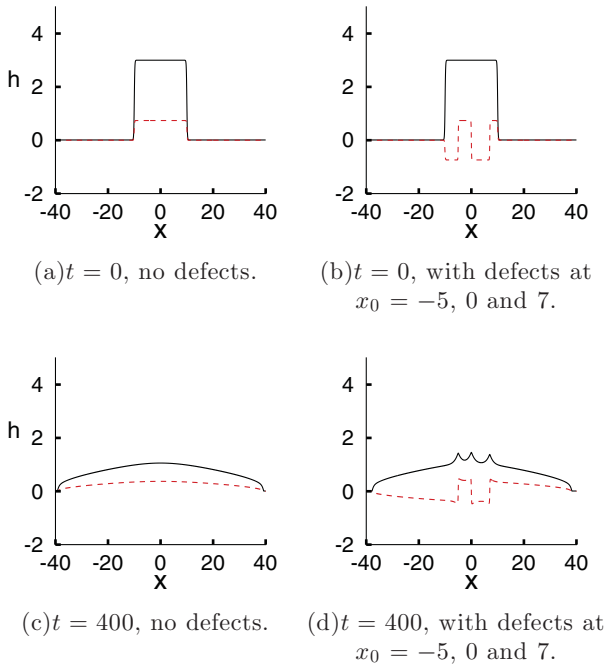 4
h
2
0
-2
-40 -20 0 20 40
X
4
2
0
-2
-40 -20 0 20 40
X
(a)t = 0, no defects.
(b)t = 0, with defects at
x₀ = −5, 0 and 7.
4
h
2
0
-2
-40 -20 0 20 40
X
4
2
0
-2
-40 -20 0 20 40
X
(c)t = 400, no defects.
(d)t = 400, with defects at
x₀ = −5, 0 and 7.